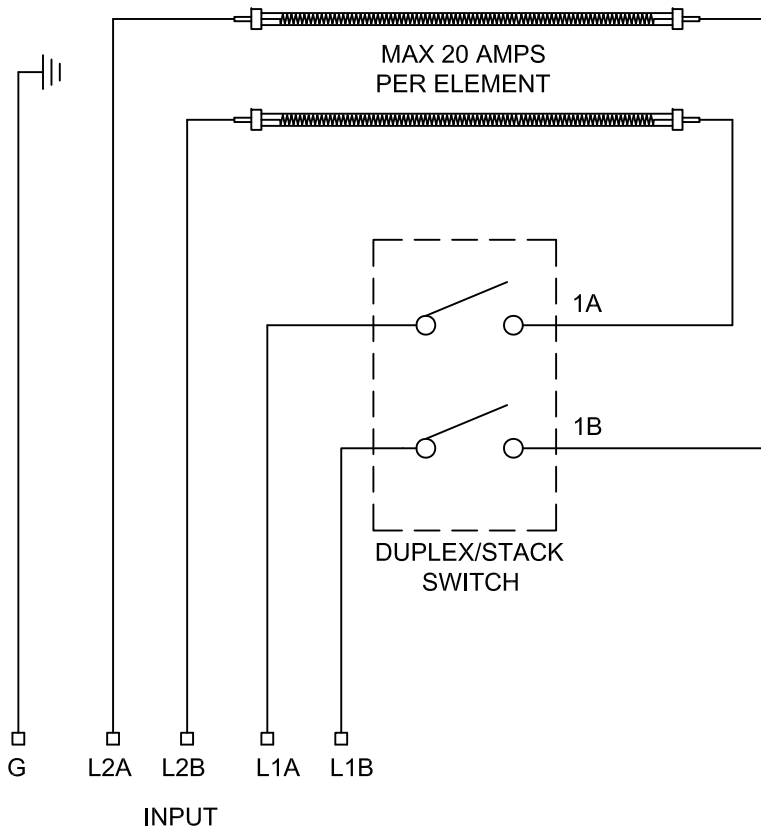 MAX 20 AMPS
PER ELEMENT
1A
1B
DUPLEX/STACK
SWITCH
G
L2A
L2B
L1A
L1B
INPUT